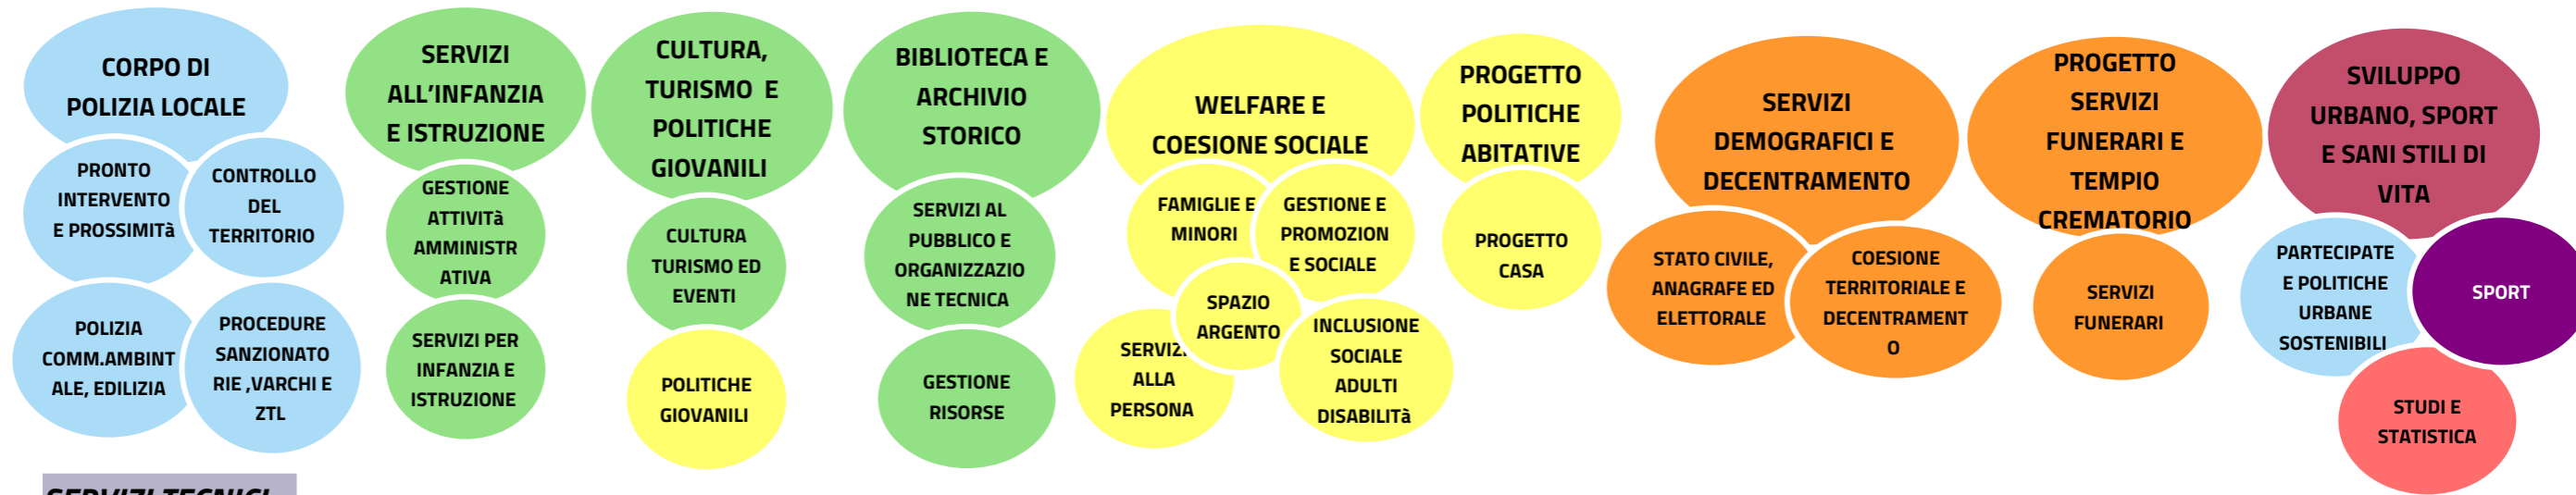 CORPO DI
POLIZIA LOCALE
PRONTO
INTERVENTO
E PROSSIMITà
CONTROLLO
DEL
TERRITORIO
POLIZIA
COMM.AMBINT
ALE, EDILIZIA
PROCEDURE
SANZIONATO
RIE ,VARCHI E
ZTL
SERVIZI
ALL'INFANZIA
E ISTRUZIONE
GESTIONE
ATTIVITà
AMMINISTR
ATIVA
SERVIZI PER
INFANZIA E
ISTRUZIONE
CULTURA,
TURISMO E
POLITICHE
GIOVANILI
CULTURA
TURISMO ED
EVENTI
POLITICHE
GIOVANILI
BIBLIOTECA E
ARCHIVIO
STORICO
SERVIZI AL
PUBBLICO E
ORGANIZZAZIO
NE TECNICA
GESTIONE
RISORSE
WELFARE E
COESIONE SOCIALE
FAMIGLIE E
MINORI
GESTIONE E
PROMOZION
E SOCIALE
SPAZIO
ARGENTO
SERVIZI
ALLA
PERSONA
INCLUSIONE
SOCIALE
ADULTI
DISABILITà
PROGETTO
POLITICHE
ABITATIVE
PROGETTO
CASA
SERVIZI
DEMOGRAFICI E
DECENTRAMENTO
STATO CIVILE,
ANAGRAFE ED
ELETTORALE
COESIONE
TERRITORIALE E
DECENTRAMENT
O
PROGETTO
SERVIZI
FUNERARI E
TEMPIO
CREMATORIO
SERVIZI
FUNERARI
SVILUPPO
URBANO, SPORT
E SANI STILI DI
VITA
PARTECIPATE
E POLITICHE
URBANE
SOSTENIBILI
SPORT
STUDI E
STATISTICA
SERVIZI TECNICI